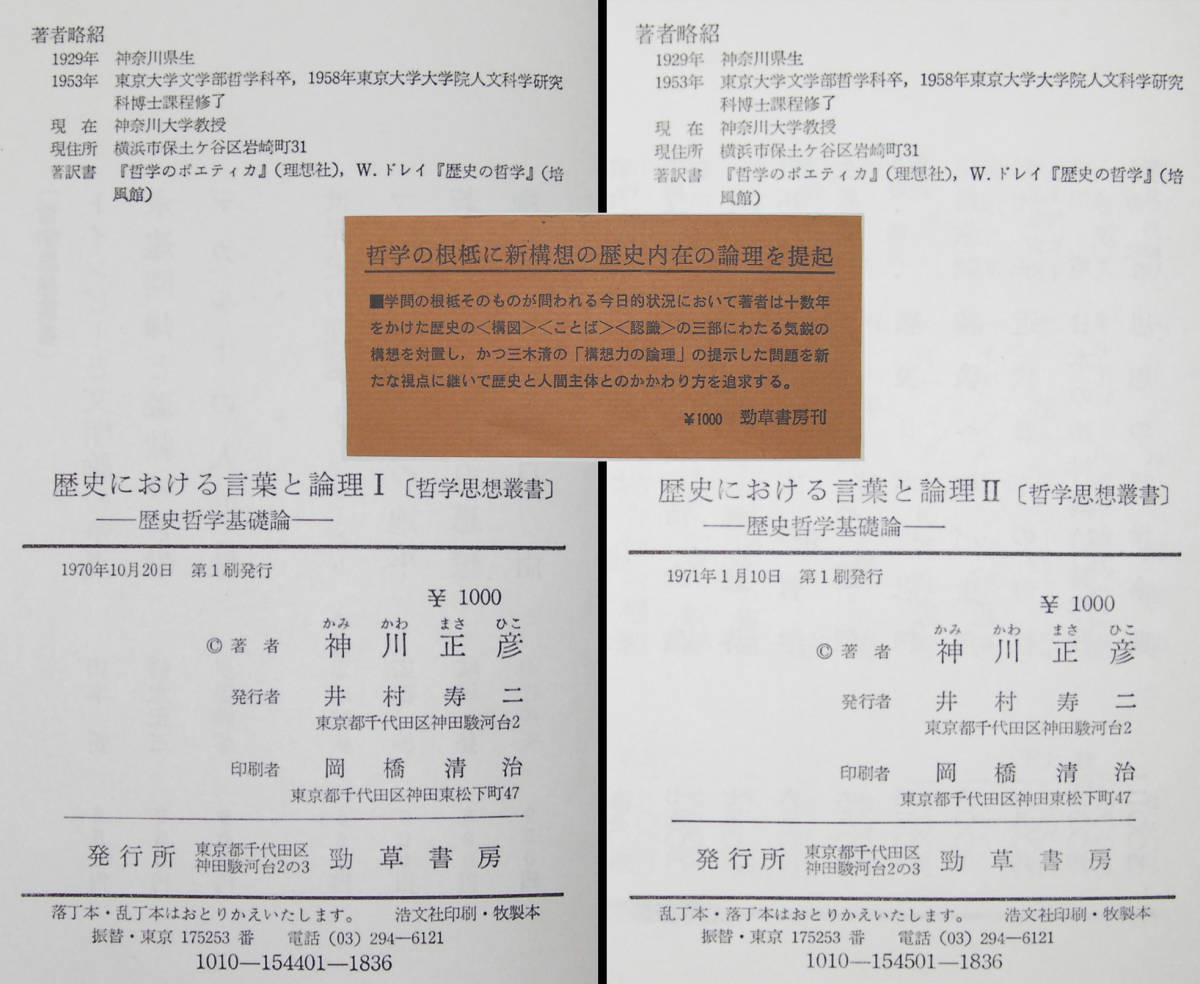 著者略紹
1929年 神奈川県生
1953年 東京大学文学部哲学科卒，1958年東京大学大学院人文科学研究
科博士課程修了
現在 神奈川大学教授
現住所 横浜市保土ケ谷区岩崎町31
著訳書 『哲学のポエティカ』（理想社），W. ドレイ『歴史の哲学』（培
風館）
著者略紹
1929年 神奈川県生
1953年 東京大学文学部哲学科卒，1958年東京大学大学院人文科学研究
科博士課程修了
現在 神奈川大学教授
現住所 横浜市保土ケ谷区岩崎町31
著訳書 『哲学のポエティカ』（理想社），W. ドレイ『歴史の哲学』（培
風館）
哲学の根柢に新構想の歴史内在の論理を提起
■学問の根柢そのものが問われる今日的状況において著者は十数年
をかけた歴史の＜構図＞＜ことば＞＜認識＞の三部にわたる気鋭の
構想を対置し，かつ三木清の「構想力の論理」の提示した問題を新
たな視点に継いで歴史と人間主体とのかかわり方を追求する。
¥1000 勁草書房刊
歴史における言葉と論理Ⅰ〔哲学思想叢書〕
――歴史哲学基礎論――
1970年10月20日 第1刷発行
¥ 1000
かみ かわ まさ ひこ
©著者 神川正彦
発行者 井村寿二
東京都千代田区神田駿河台2
印刷者 岡橋清治
東京都千代田区神田東松下町47
発行所 東京都千代田区 勁草書房
神田駿河台2の3
落丁本・乱丁本はおとりかえいたします。 浩文社印刷・牧製本
振替・東京 175253 番 電話（03）294―6121
1010―154401―1836
歴史における言葉と論理Ⅱ〔哲学思想叢書〕
――歴史哲学基礎論――
1971年1月10日 第1刷発行
¥ 1000
かみ かわ まさ ひこ
©著者 神川正彦
発行者 井村寿二
東京都千代田区神田駿河台2
印刷者 岡橋清治
東京都千代田区神田東松下町47
発行所 東京都千代田区 勁草書房
神田駿河台2の3
乱丁本・落丁本はおとりかえいたします。 浩文社印刷・牧製本
振替・東京 175253 番 電話（03）294―6121
1010―154501―1836